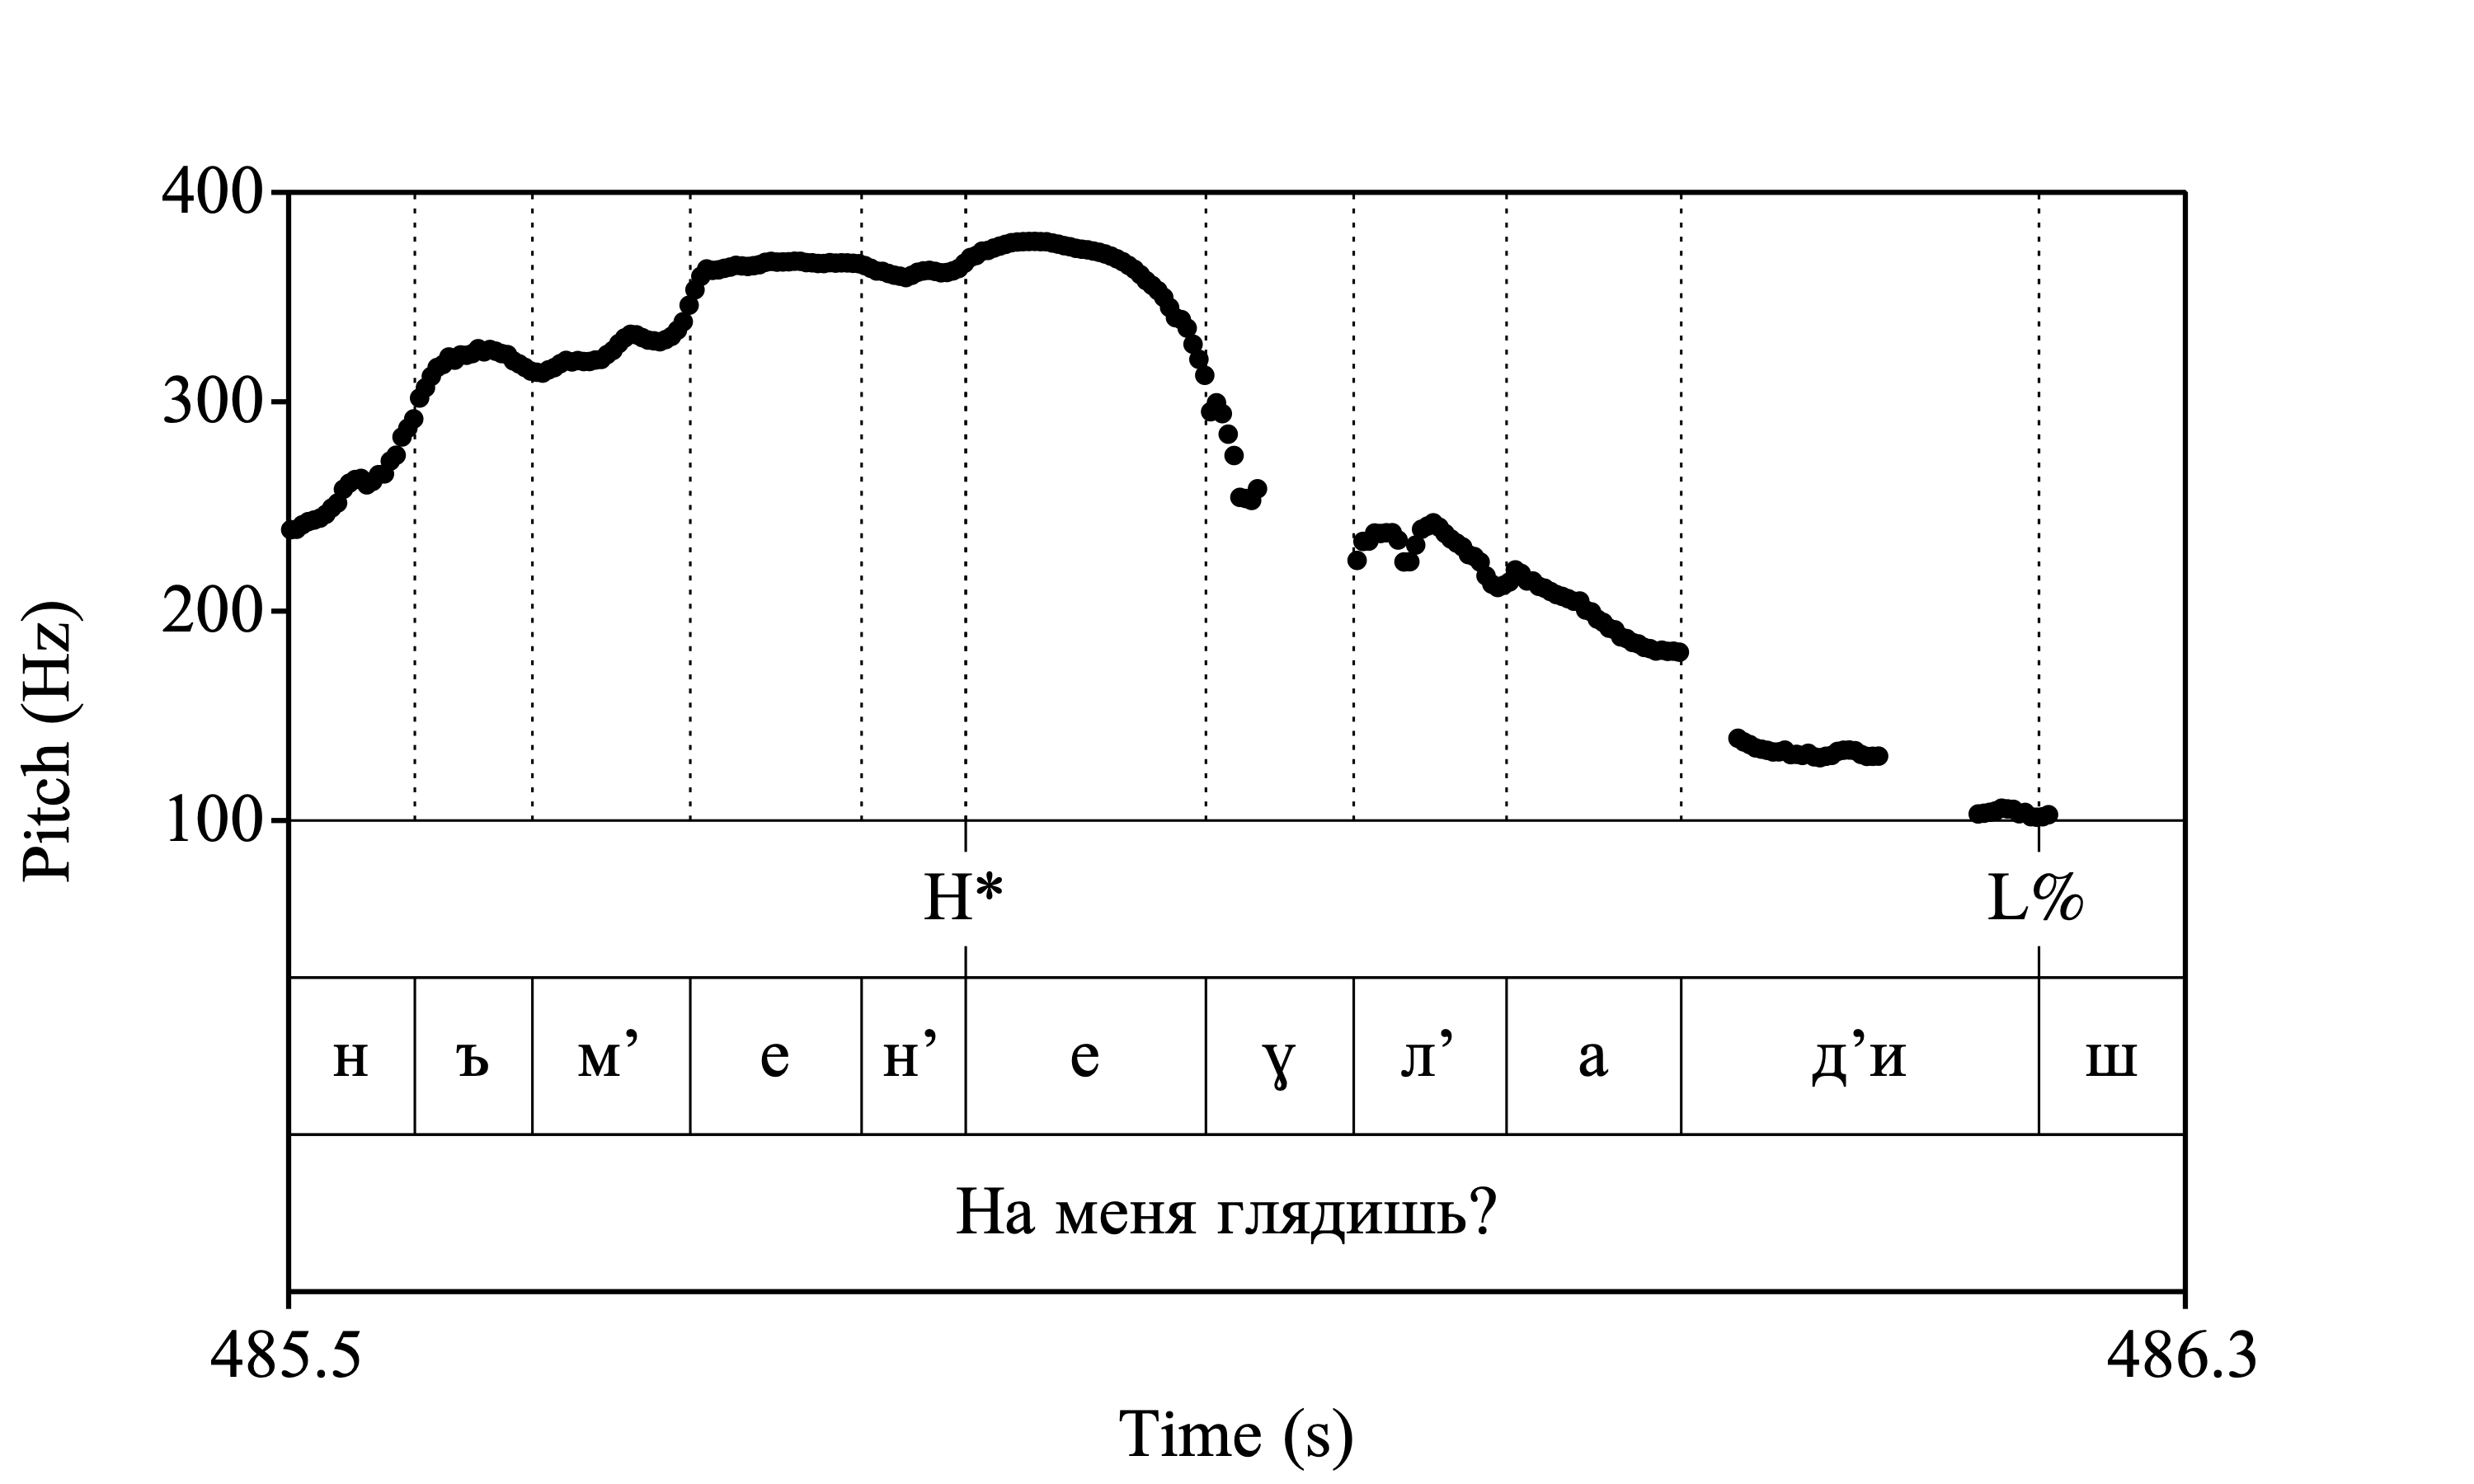 400
300
200
100
Pitch (Hz)
H* L%
н ъ м’ е н’ е ɣ л’ а д’и ш
На меня глядишь?
485.5 486.3
Time (s)